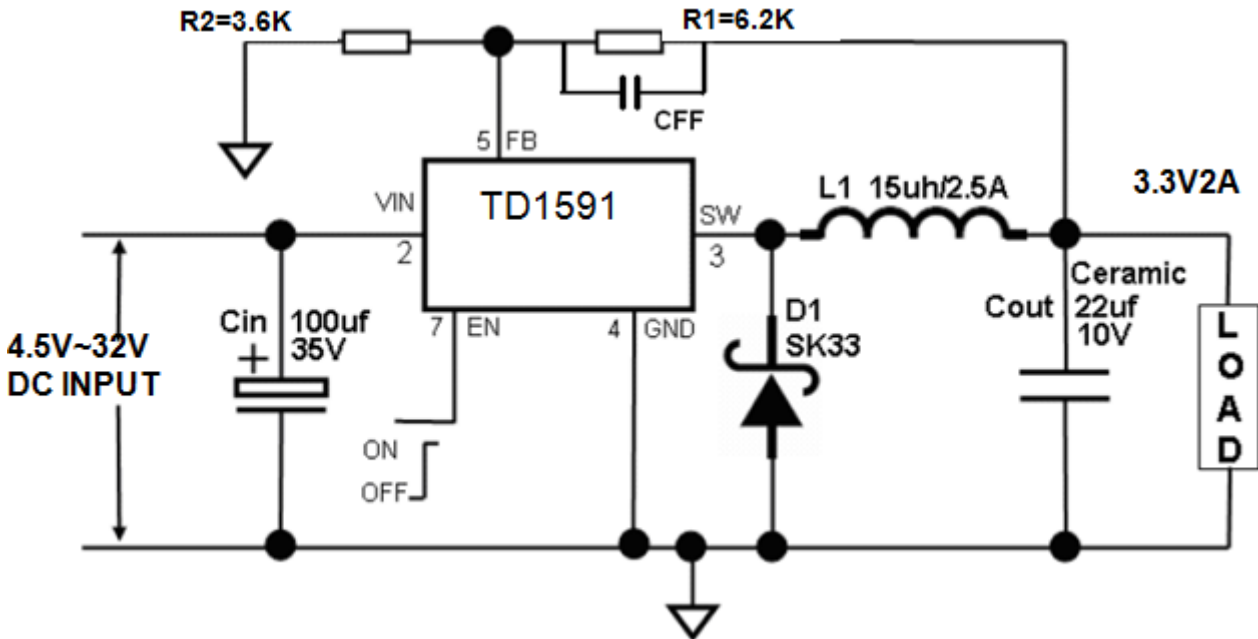 R2=3.6K
R1=6.2K
CFF
5 FB
VIN
TD1591
SW
L1 15uh/2.5A
3.3V2A
2
3
Cin 100uf
+ 35V
4.5V~32V
DC INPUT
7 EN
4 GND
D1
SK33
Ceramic
Cout 22uf
10V
L
O
A
D
ON
OFF